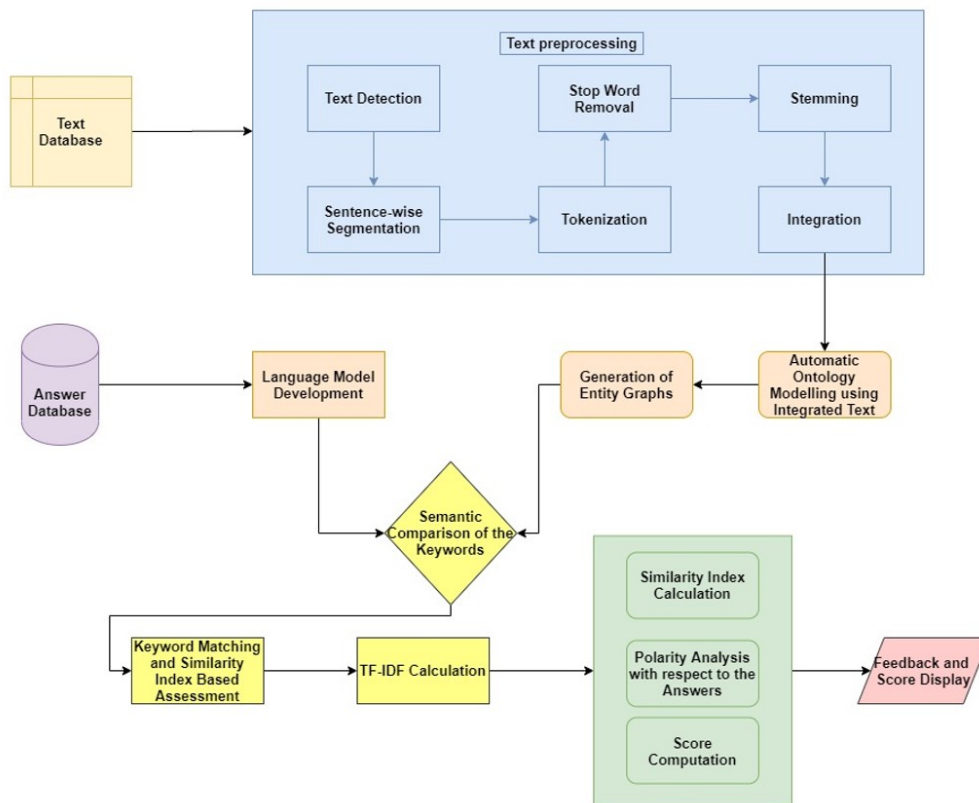 Text preprocessing
Text
Database
Text Detection
Stop Word
Removal
Stemming
Sentence-wise
Segmentation
Tokenization
Integration
Answer
Database
Language Model
Development
Generation of
Entity Graphs
Automatic
Ontology
Modelling using
Integrated Text
Semantic
Comparison of the
Keywords
Keyword Matching
and Similarity
Index Based
Assessment
TF-IDF Calculation
Similarity Index
Calculation
Polarity Analysis
with respect to the
Answers
Score
Computation
Feedback and
Score Display